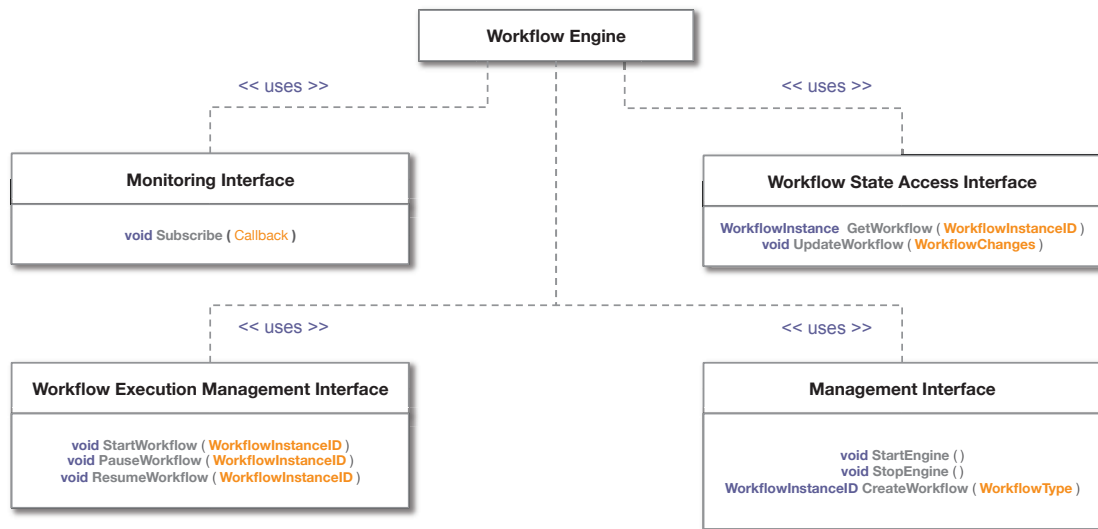 Workflow Engine
<< uses >>
<< uses >>
Monitoring Interface
void Subscribe ( Callback )
Workflow State Access Interface
WorkflowInstance GetWorkflow ( WorkflowInstanceID )
void UpdateWorkflow ( WorkflowChanges )
<< uses >>
<< uses >>
Workflow Execution Management Interface
void StartWorkflow ( WorkflowInstanceID )
void PauseWorkflow ( WorkflowInstanceID )
void ResumeWorkflow ( WorkflowInstanceID )
Management Interface
void StartEngine ( )
void StopEngine ( )
WorkflowInstanceID CreateWorkflow ( WorkflowType )